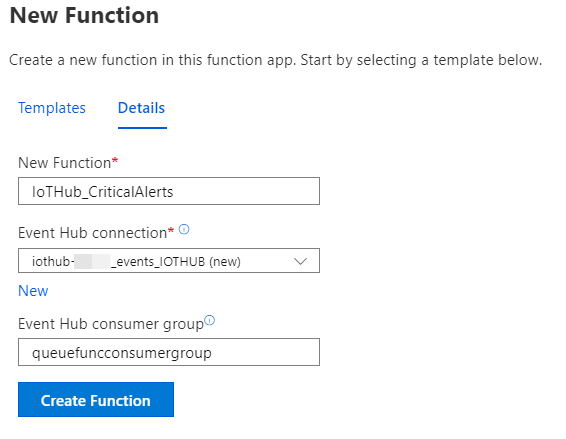 New Function
Create a new function in this function app. Start by selecting a template below.
Templates Details
New Function*
IoTHub_CriticalAlerts
Event Hub connection*
iothub- _events_IOTHUB (new)
New
Event Hub consumer group
queuefuncconsumergroup
Create Function